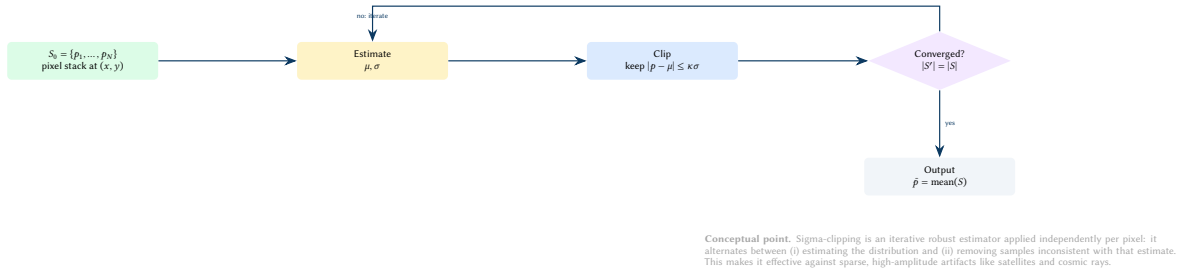 no: iterate
S₀ = {p₁, ..., p_N}
pixel stack at (x, y)
Estimate
μ, σ
Clip
keep |p − μ| ≤ κσ
Converged?
|S′| = |S|
yes
Output
p̂ = mean(S)
Conceptual point. Sigma-clipping is an iterative robust estimator applied independently per pixel: it
alternates between (i) estimating the distribution and (ii) removing samples inconsistent with that estimate.
This makes it effective against sparse, high-amplitude artifacts like satellites and cosmic rays.